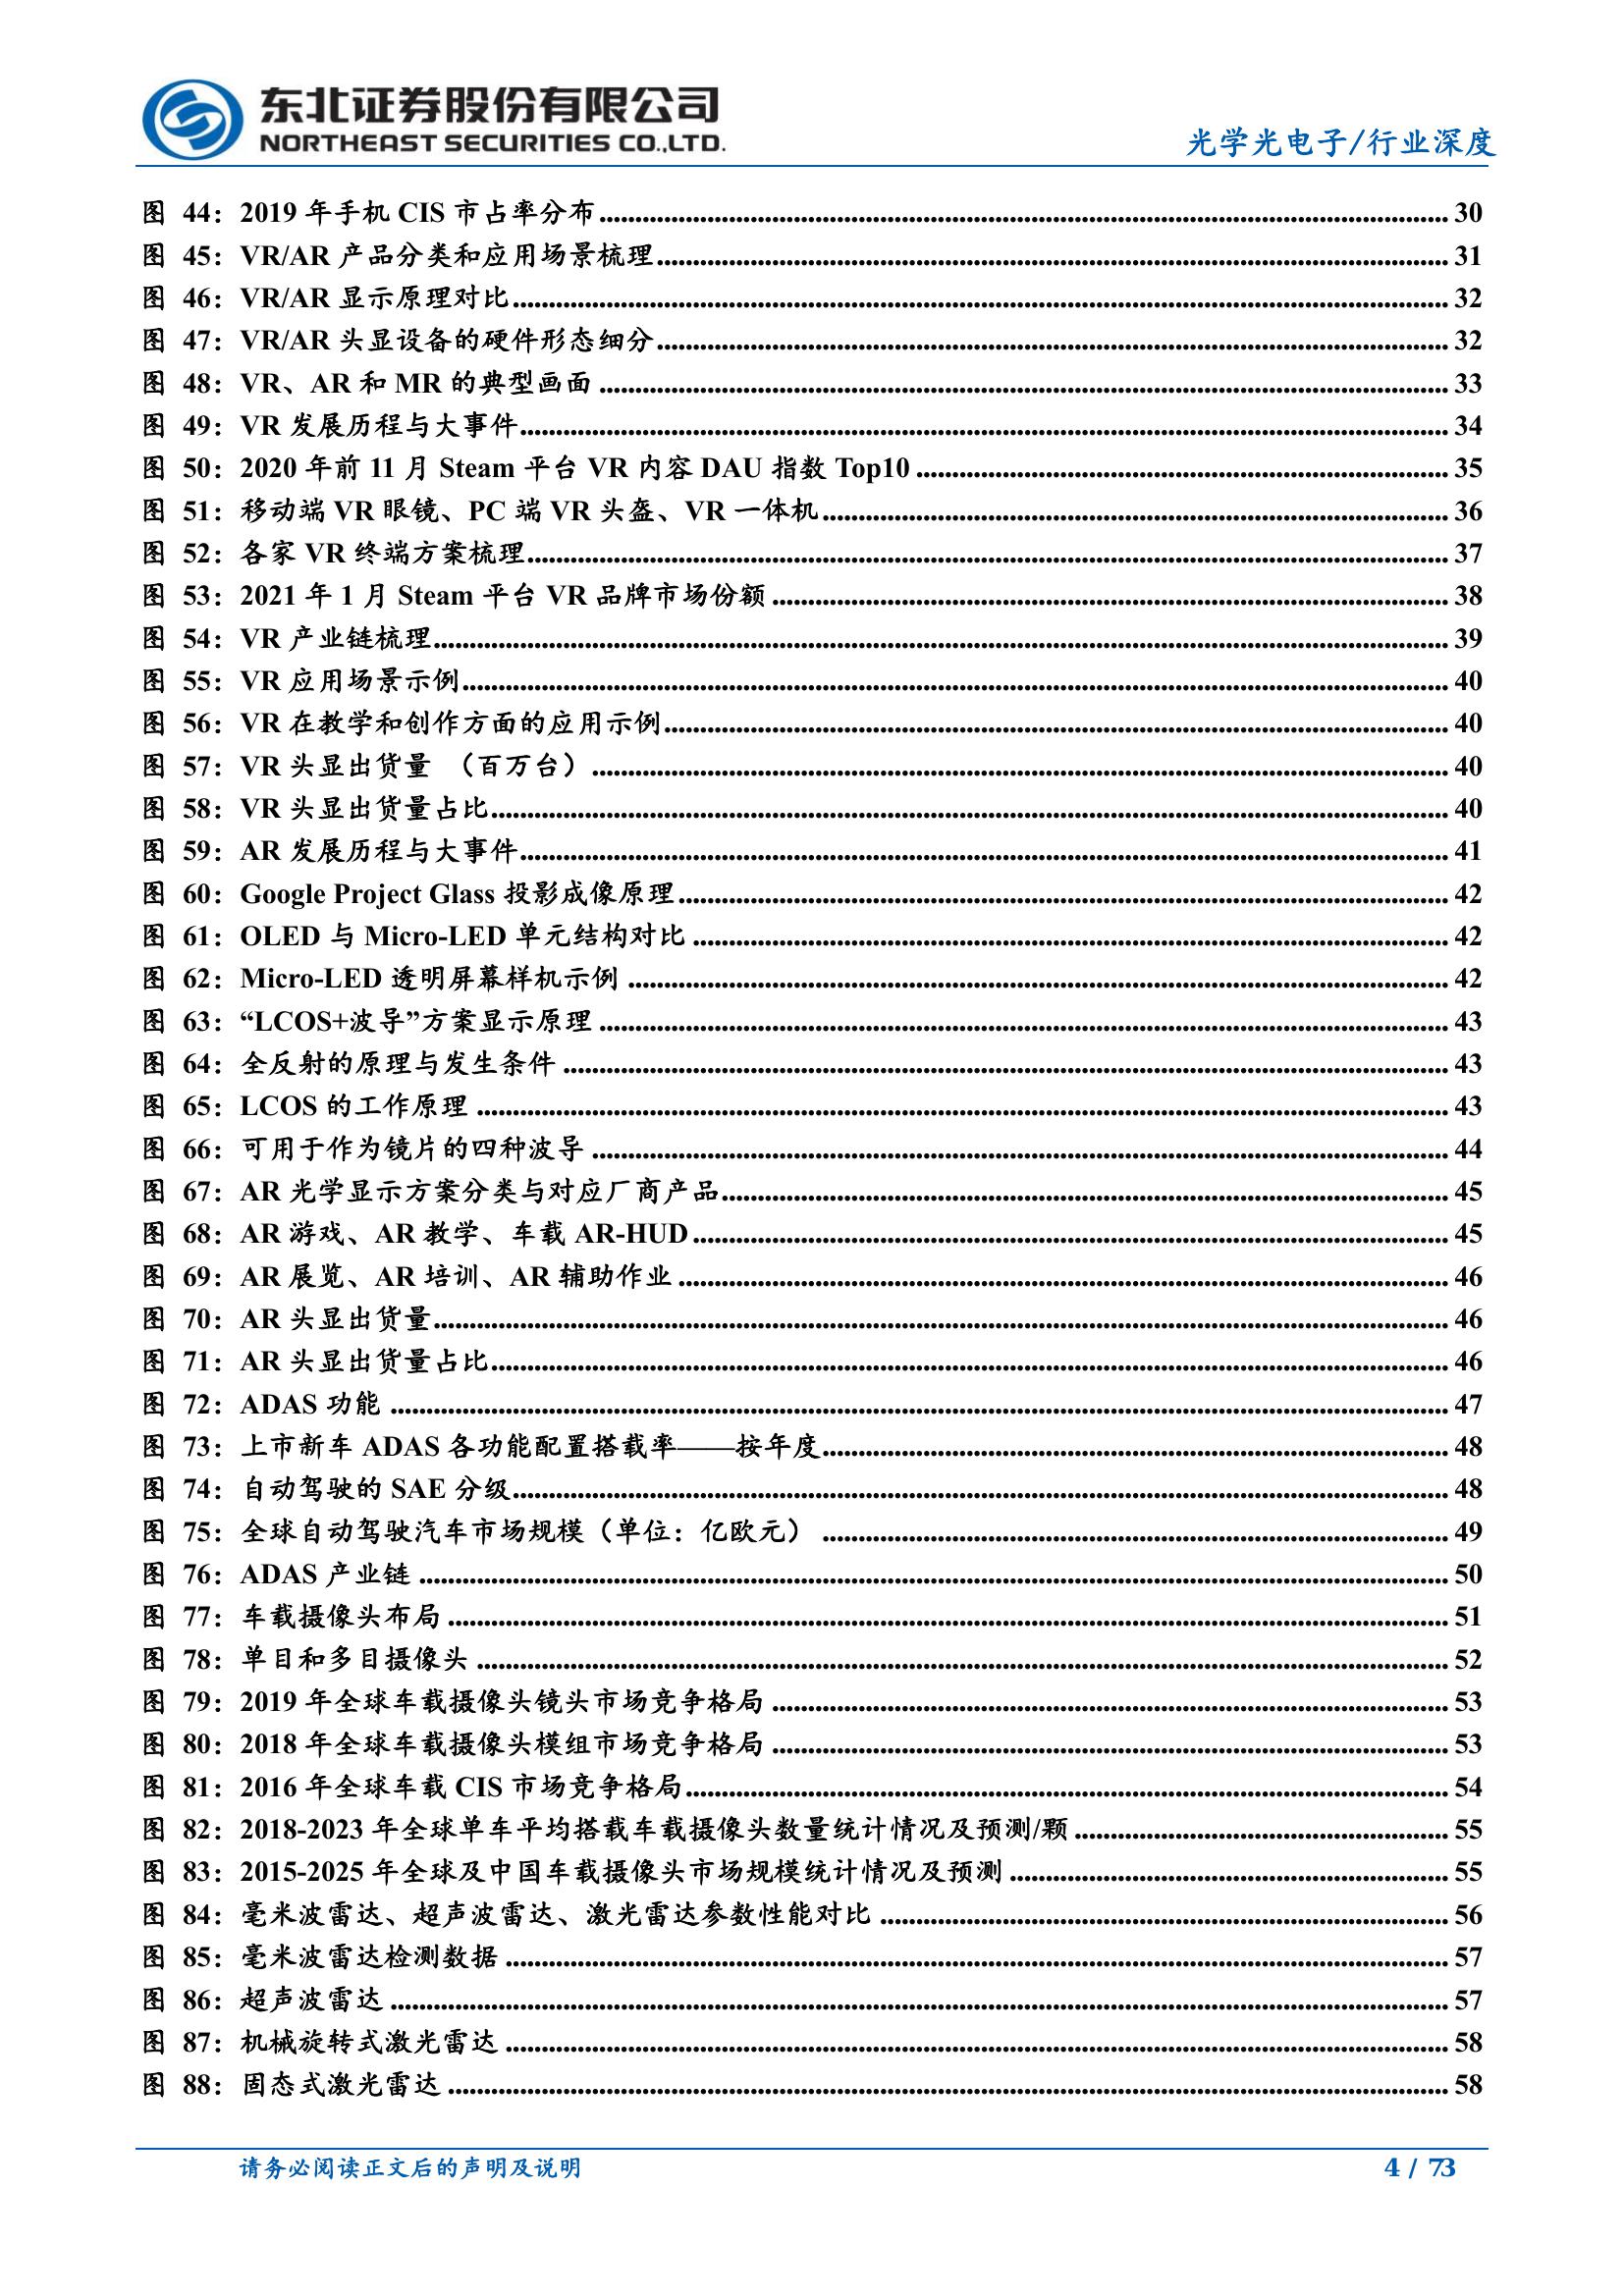 东北证券股份有限公司
NORTHEAST SECURITIES CO.,LTD.
光学光电子/行业深度
图 44：2019 年手机 CIS 市占率分布 30
图 45：VR/AR 产品分类和应用场景梳理 31
图 46：VR/AR 显示原理对比 32
图 47：VR/AR 头显设备的硬件形态细分 32
图 48：VR、AR 和 MR 的典型画面 33
图 49：VR 发展历程与大事件 34
图 50：2020 年前 11 月 Steam 平台 VR 内容 DAU 指数 Top10 35
图 51：移动端 VR 眼镜、PC 端 VR 头盔、VR 一体机 36
图 52：各家 VR 终端方案梳理 37
图 53：2021 年 1 月 Steam 平台 VR 品牌市场份额 38
图 54：VR 产业链梳理 39
图 55：VR 应用场景示例 40
图 56：VR 在教学和创作方面的应用示例 40
图 57：VR 头显出货量 （百万台） 40
图 58：VR 头显出货量占比 40
图 59：AR 发展历程与大事件 41
图 60：Google Project Glass 投影成像原理 42
图 61：OLED 与 Micro-LED 单元结构对比 42
图 62：Micro-LED 透明屏幕样机示例 42
图 63：“LCOS+波导”方案显示原理 43
图 64：全反射的原理与发生条件 43
图 65：LCOS 的工作原理 43
图 66：可用于作为镜片的四种波导 44
图 67：AR 光学显示方案分类与对应厂商产品 45
图 68：AR 游戏、AR 教学、车载 AR-HUD 45
图 69：AR 展览、AR 培训、AR 辅助作业 46
图 70：AR 头显出货量 46
图 71：AR 头显出货量占比 46
图 72：ADAS 功能 47
图 73：上市新车 ADAS 各功能配置搭载率——按年度 48
图 74：自动驾驶的 SAE 分级 48
图 75：全球自动驾驶汽车市场规模（单位：亿欧元） 49
图 76：ADAS 产业链 50
图 77：车载摄像头布局 51
图 78：单目和多目摄像头 52
图 79：2019 年全球车载摄像头镜头市场竞争格局 53
图 80：2018 年全球车载摄像头模组市场竞争格局 53
图 81：2016 年全球车载 CIS 市场竞争格局 54
图 82：2018-2023 年全球单车平均搭载车载摄像头数量统计情况及预测/颗 55
图 83：2015-2025 年全球及中国车载摄像头市场规模统计情况及预测 55
图 84：毫米波雷达、超声波雷达、激光雷达参数性能对比 56
图 85：毫米波雷达检测数据 57
图 86：超声波雷达 57
图 87：机械旋转式激光雷达 58
图 88：固态式激光雷达 58
请务必阅读正文后的声明及说明 4 / 73